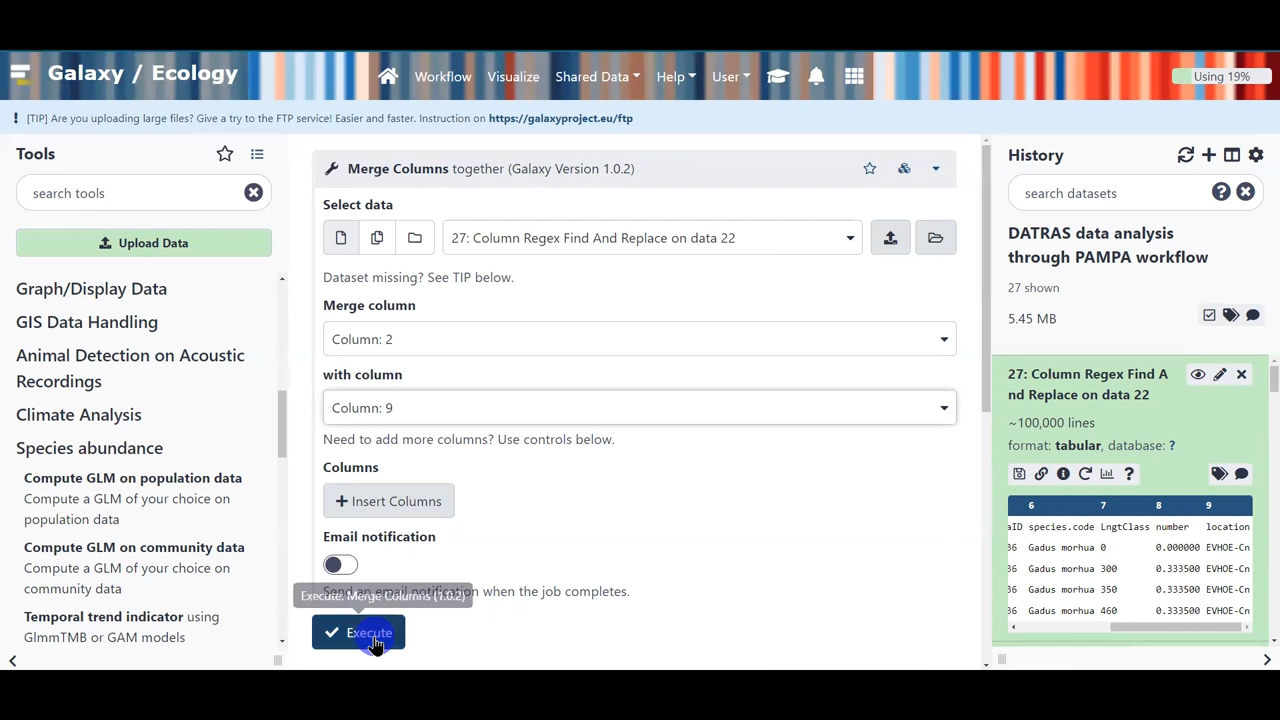 Galaxy / Ecology
Workflow Visualize Shared Data Help User
Using 19%
! [TIP] Are you uploading large files? Give a try to the FTP service! Easier and faster. Instruction on https://galaxyproject.eu/ftp
Tools
search tools
Upload Data
Graph/Display Data
GIS Data Handling
Animal Detection on Acoustic
Recordings
Climate Analysis
Species abundance
Compute GLM on population data
Compute a GLM of your choice on
population data
Compute GLM on community data
Compute a GLM of your choice on
community data
Temporal trend indicator using
GlmmTMB or GAM models
Merge Columns together (Galaxy Version 1.0.2)
Select data
27: Column Regex Find And Replace on data 22
Dataset missing? See TIP below.
Merge column
Column: 2
with column
Column: 9
Need to add more columns? Use controls below.
Columns
+ Insert Columns
Email notification
Send an email notification when the job completes.
Execute: Merge Columns (1.0.2)
Execute
History
search datasets
DATRAS data analysis
through PAMPA workflow
27 shown
5.45 MB
27: Column Regex Find A
nd Replace on data 22
~100,000 lines
format: tabular, database: ?
6 7 8 9
aID species.code LngtClass number location
36 Gadus morhua 0 0.000000 EVHOE-Cn
36 Gadus morhua 300 0.333500 EVHOE-Cn
36 Gadus morhua 350 0.333500 EVHOE-Cn
36 Gadus morhua 460 0.333500 EVHOE-Cn